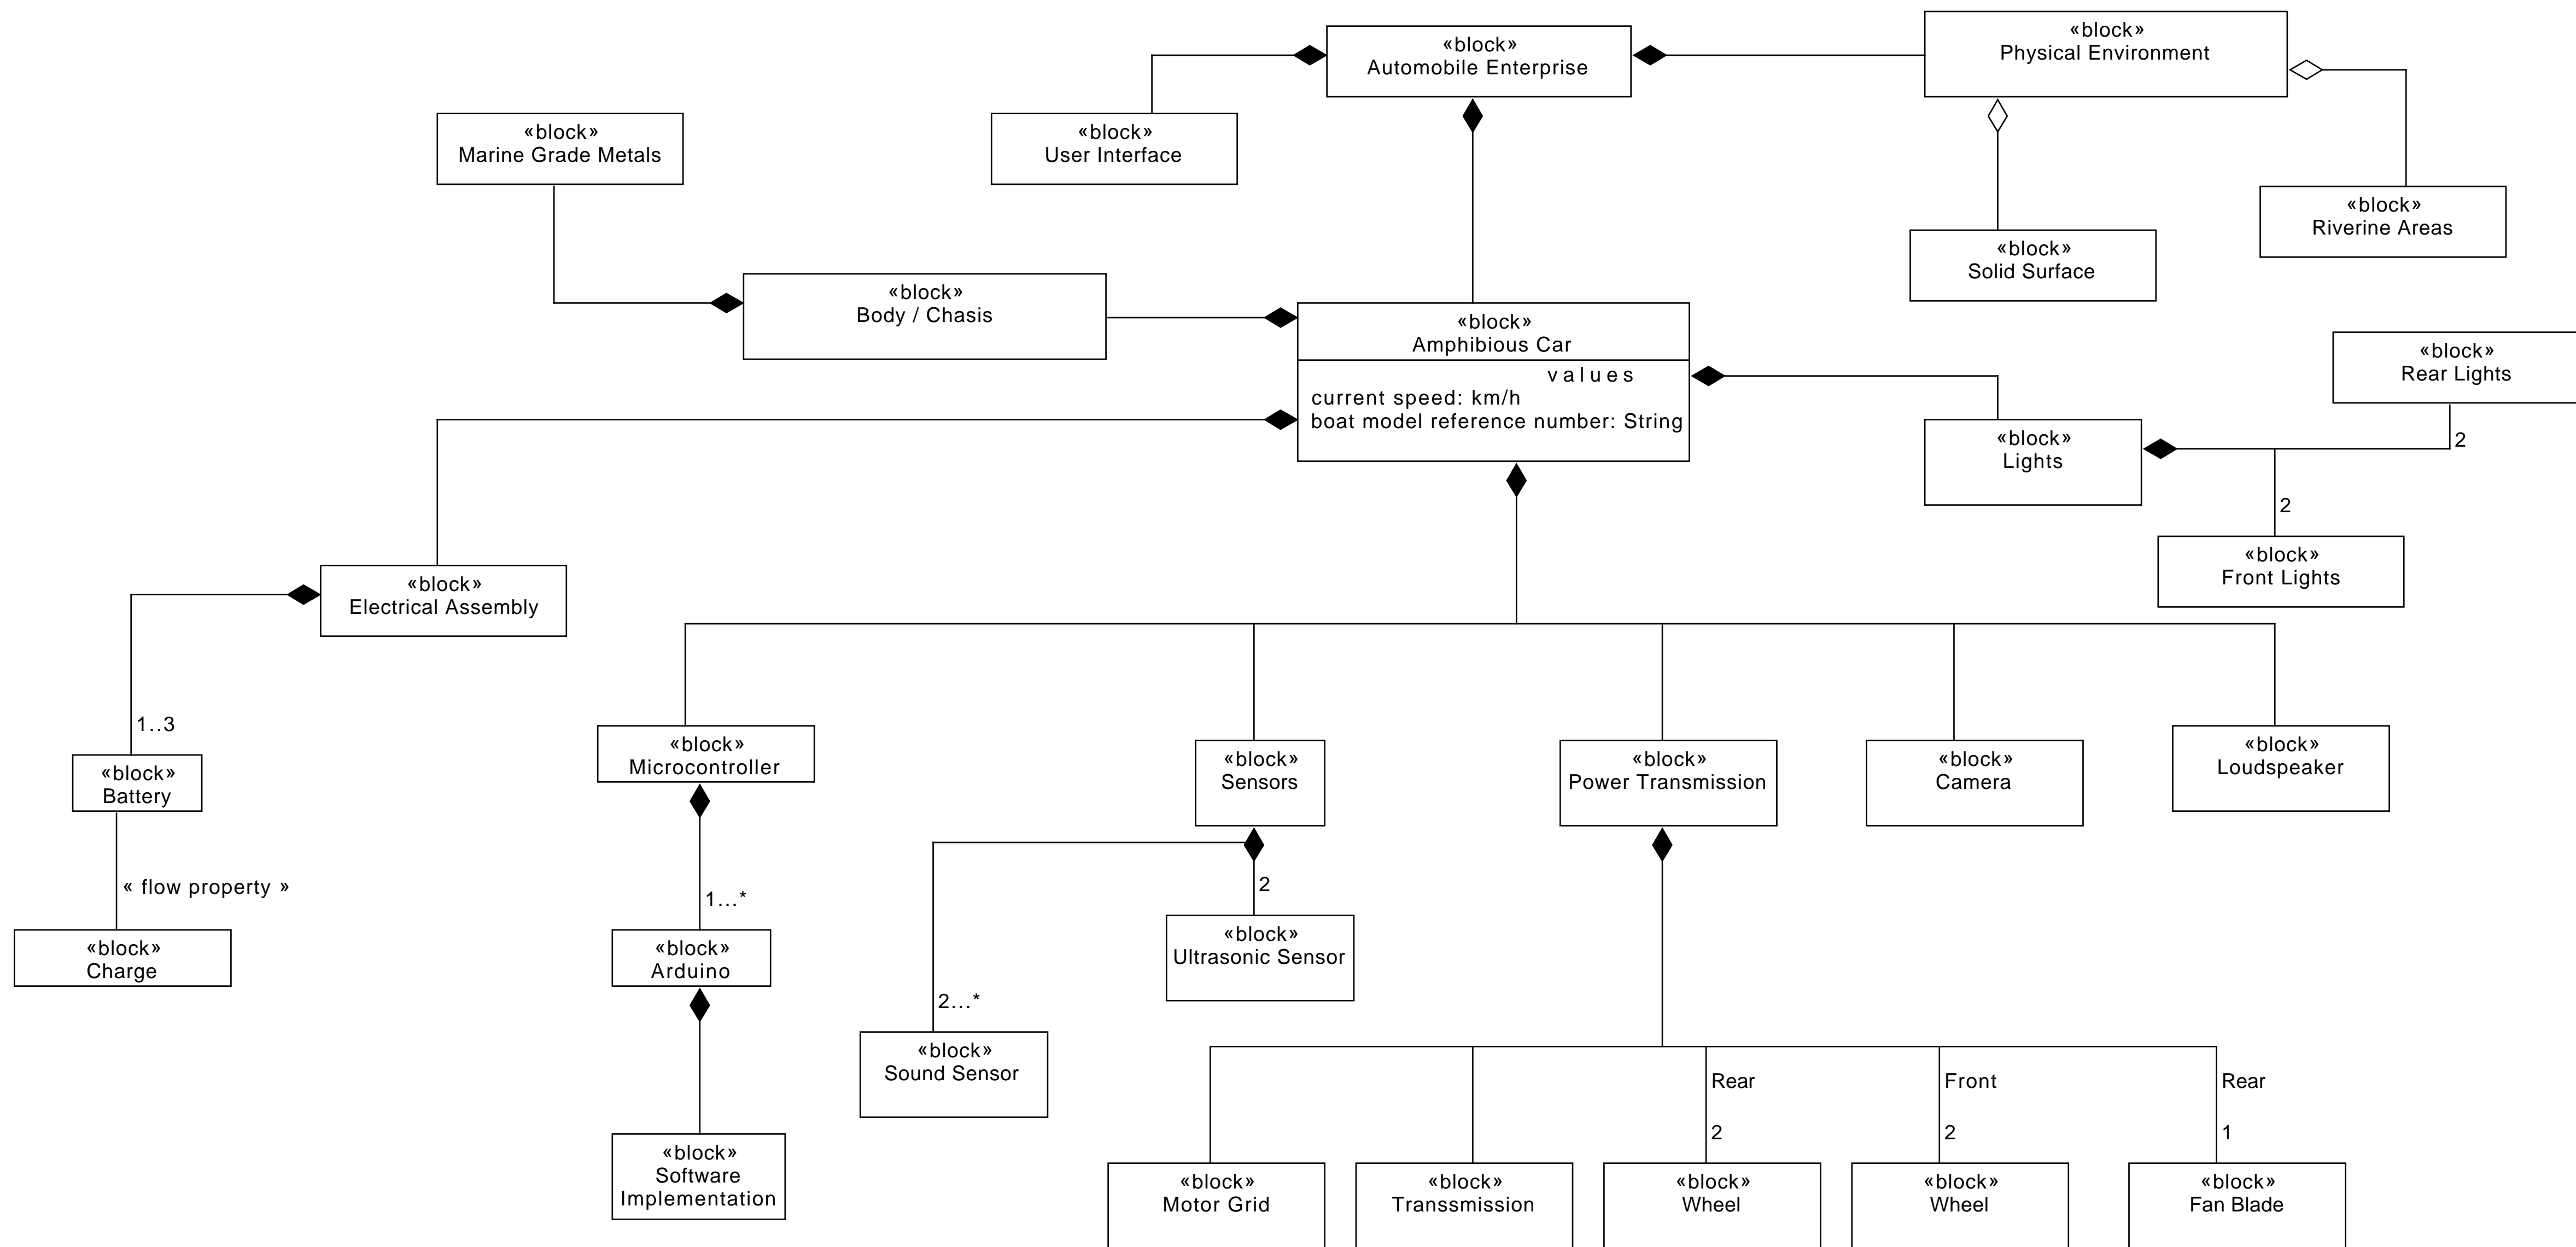 «block»
Automobile Enterprise
«block»
Physical Environment
«block»
Marine Grade Metals
«block»
User Interface
«block»
Riverine Areas
«block»
Solid Surface
«block»
Body / Chasis
«block»
Amphibious Car
values
current speed: km/h
boat model reference number: String
«block»
Rear Lights
2
«block»
Lights
2
«block»
Front Lights
«block»
Electrical Assembly
1..3
«block»
Battery
« flow property »
«block»
Charge
«block»
Microcontroller
1...*
«block»
Arduino
«block»
Software
Implementation
«block»
Sensors
2
«block»
Ultrasonic Sensor
2...*
«block»
Sound Sensor
«block»
Power Transmission
«block»
Camera
«block»
Loudspeaker
«block»
Motor Grid
«block»
Transsmission
Rear
2
«block»
Wheel
Front
2
«block»
Wheel
Rear
1
«block»
Fan Blade